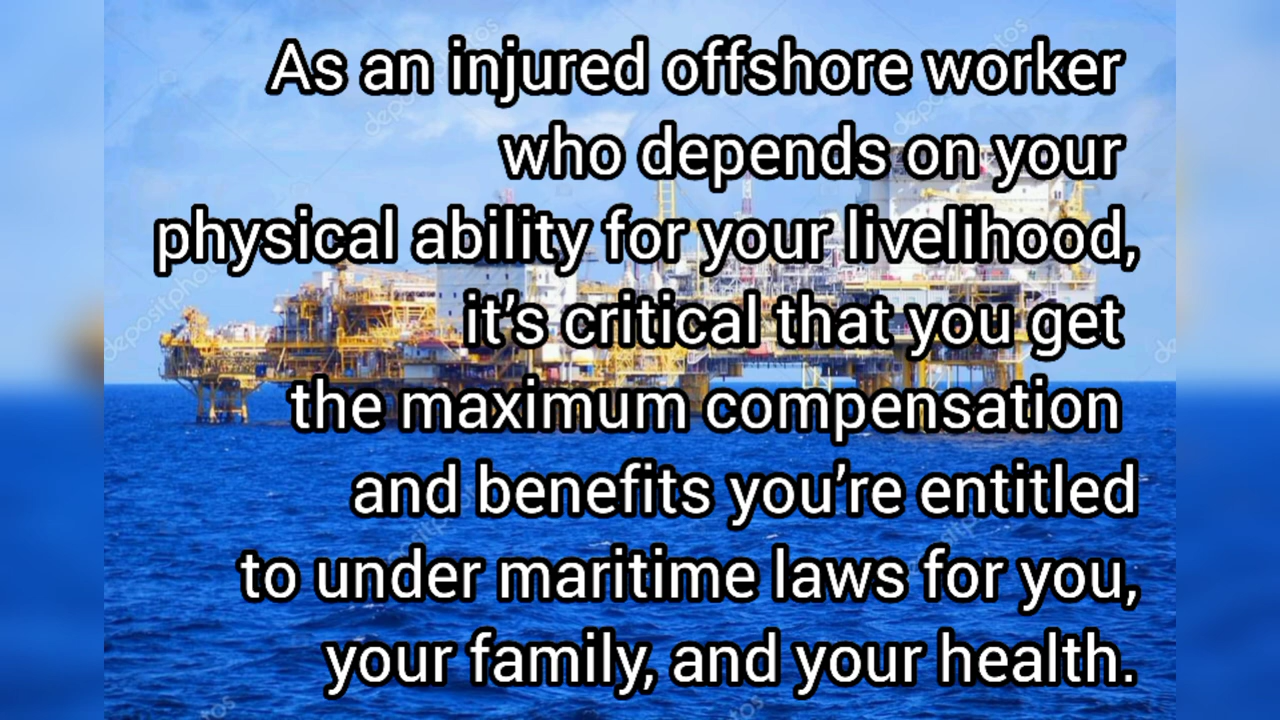 As an injured offshore worker
who depends on your
physical ability for your livelihood,
it’s critical that you get
the maximum compensation
and benefits you’re entitled
to under maritime laws for you,
your family, and your health.